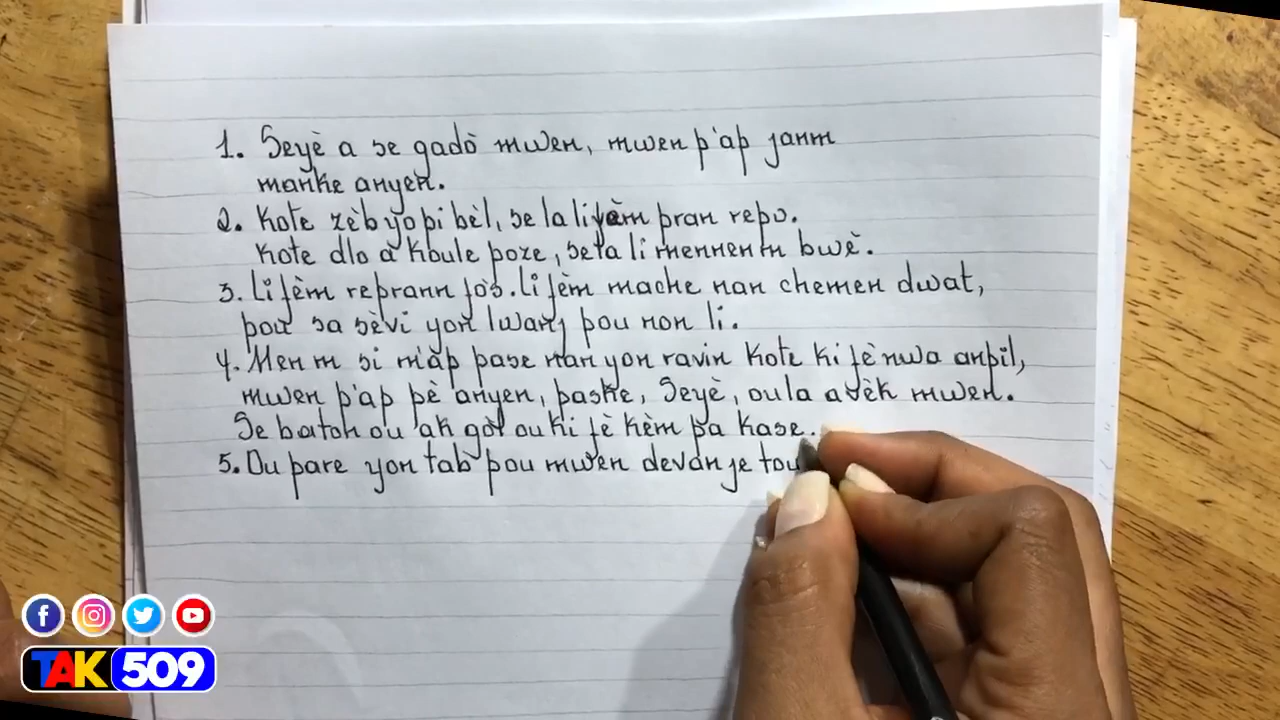 1. Seyè a se gadò mwen, mwen p'ap janm
manke anyen.
2. Kote zèb yo pi bèl, se la li fèm pran repo.
Kote dlo a koule poze, se la li mennen m bwè.
3. Li fèm reprann fòs. Li fèm mache nan chemen dwat,
pou sa sèvi yon lwanj pou non li.
4. Menm si m'ap pase nan yon ravin kote ki fè nwa anpil,
mwen p'ap pè anyen, paske, Seyè, ou la avèk mwen.
Se baton ou ak gòl ou ki fè kèm pa kase.
5. Ou pare yon tab pou mwen devan je tou
TAK 509